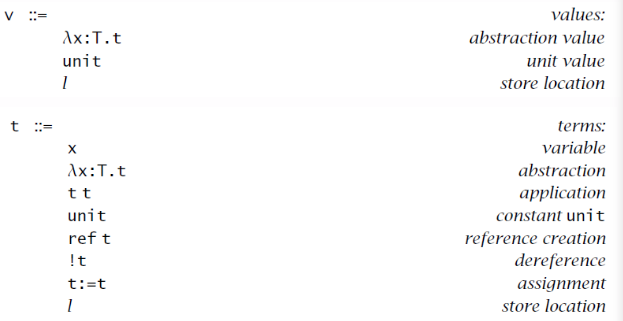 v ::= values:
λx:T.t abstraction value
unit unit value
l store location
t ::= terms:
x variable
λx:T.t abstraction
t t application
unit constant unit
ref t reference creation
!t dereference
t:=t assignment
l store location